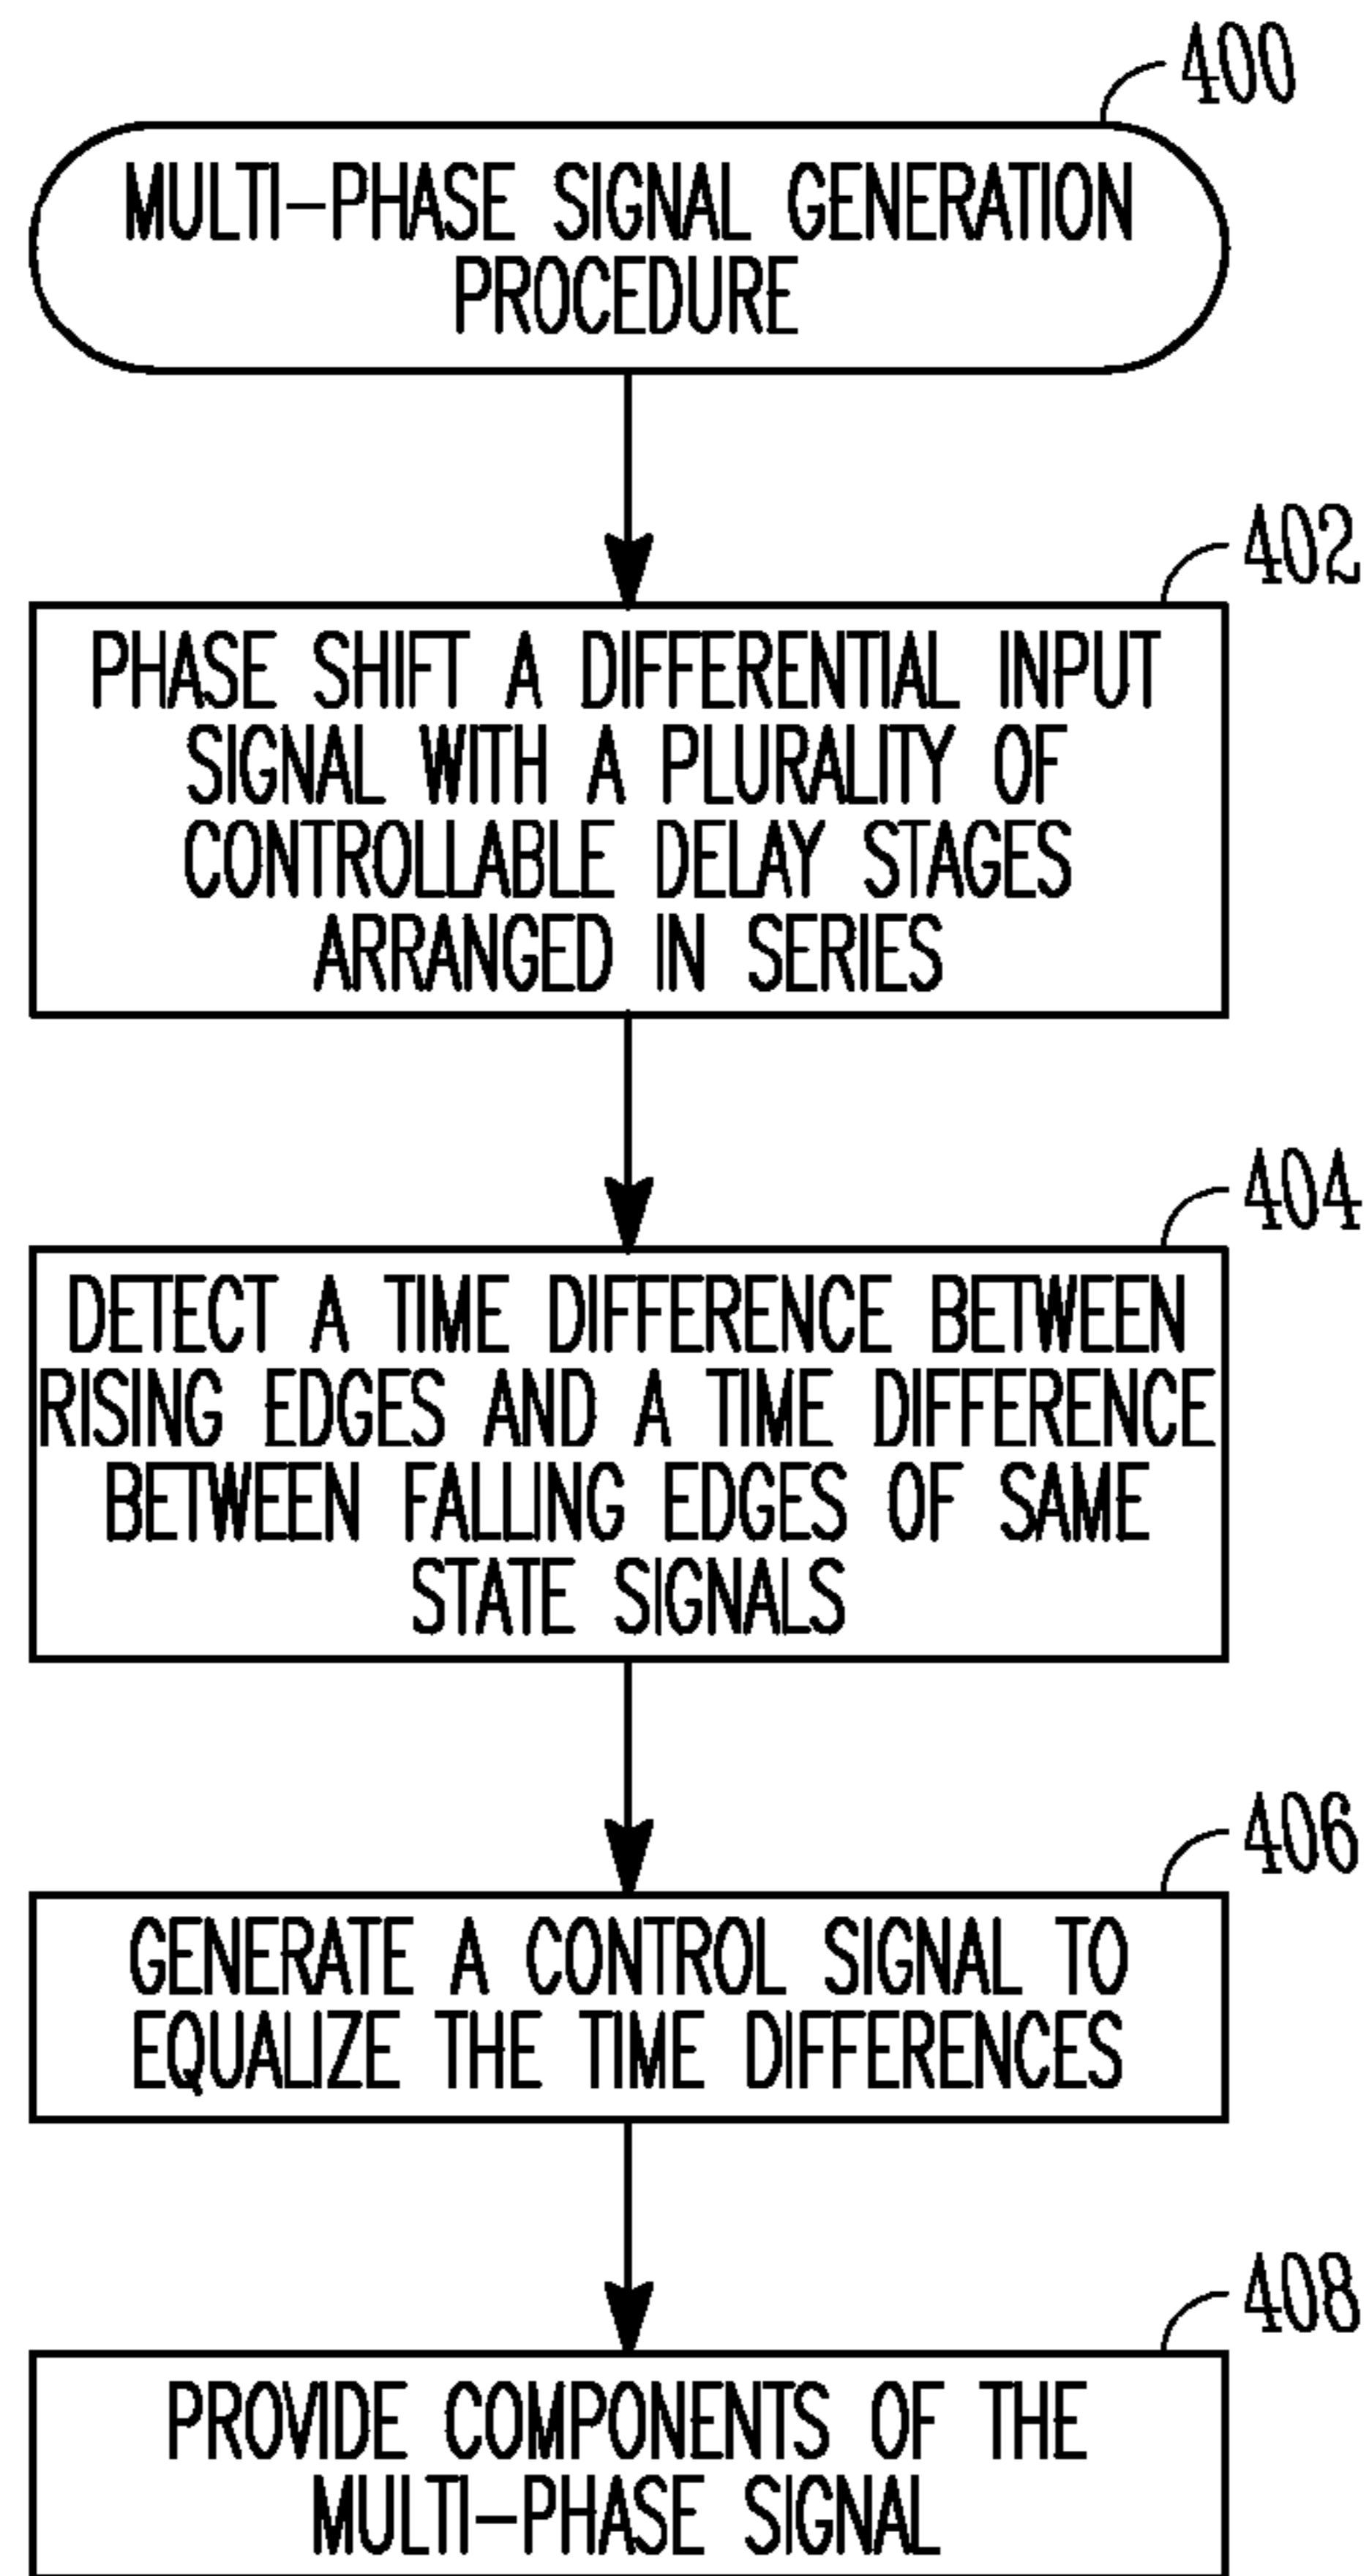 400
MULTI-PHASE SIGNAL GENERATION
PROCEDURE
402
PHASE SHIFT A DIFFERENTIAL INPUT
SIGNAL WITH A PLURALITY OF
CONTROLLABLE DELAY STAGES
ARRANGED IN SERIES
404
DETECT A TIME DIFFERENCE BETWEEN
RISING EDGES AND A TIME DIFFERENCE
BETWEEN FALLING EDGES OF SAME
STATE SIGNALS
406
GENERATE A CONTROL SIGNAL TO
EQUALIZE THE TIME DIFFERENCES
408
PROVIDE COMPONENTS OF THE
MULTI-PHASE SIGNAL